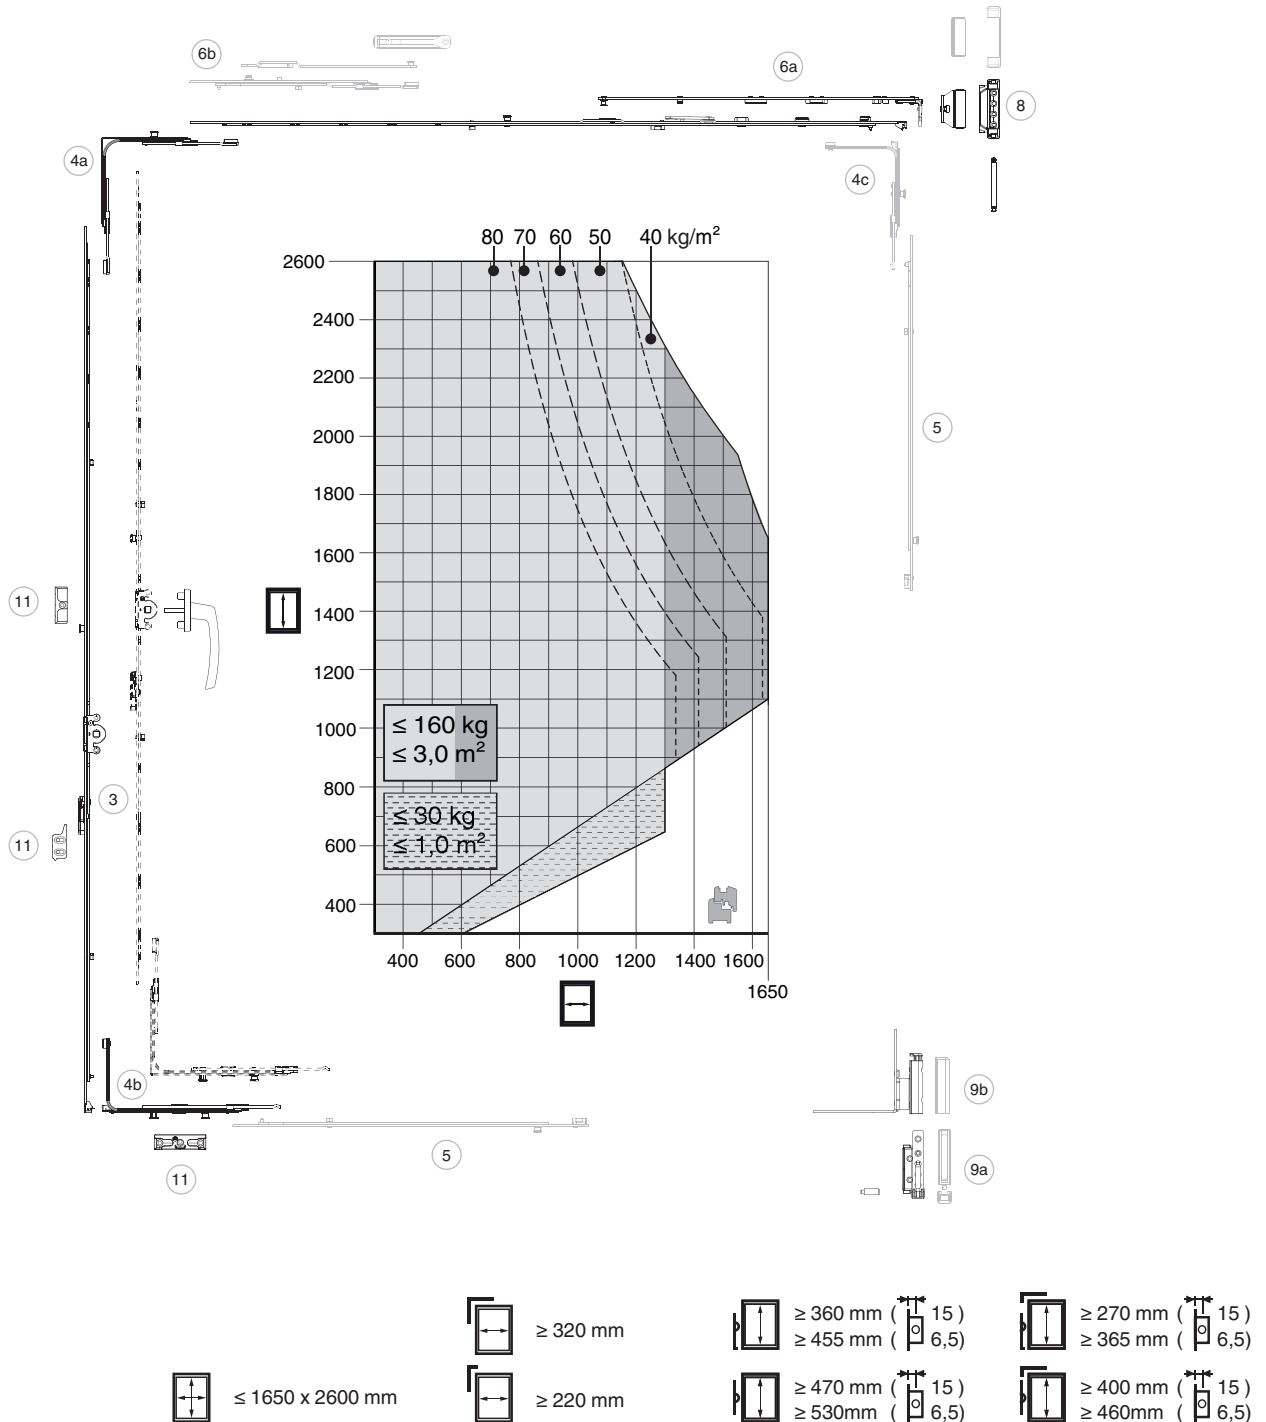 6b
6a
8
4a
4c
80 70 60 50 40 kg/m²
2600
2400
2200
2000
5
1800
1600
11
1400
1200
≤ 160 kg
≤ 3,0 m²
1000
3
800
≤ 30 kg
≤ 1,0 m²
11
600
400
400 600 800 1000 1200 1400 1600
1650
4b
9b
5
9a
11
≥ 320 mm
≥ 360 mm ( 15 )
≥ 455 mm ( 6,5)
≥ 270 mm ( 15 )
≥ 365 mm ( 6,5)
≤ 1650 x 2600 mm
≥ 220 mm
≥ 470 mm ( 15 )
≥ 530mm ( 6,5)
≥ 400 mm ( 15 )
≥ 460mm ( 6,5)